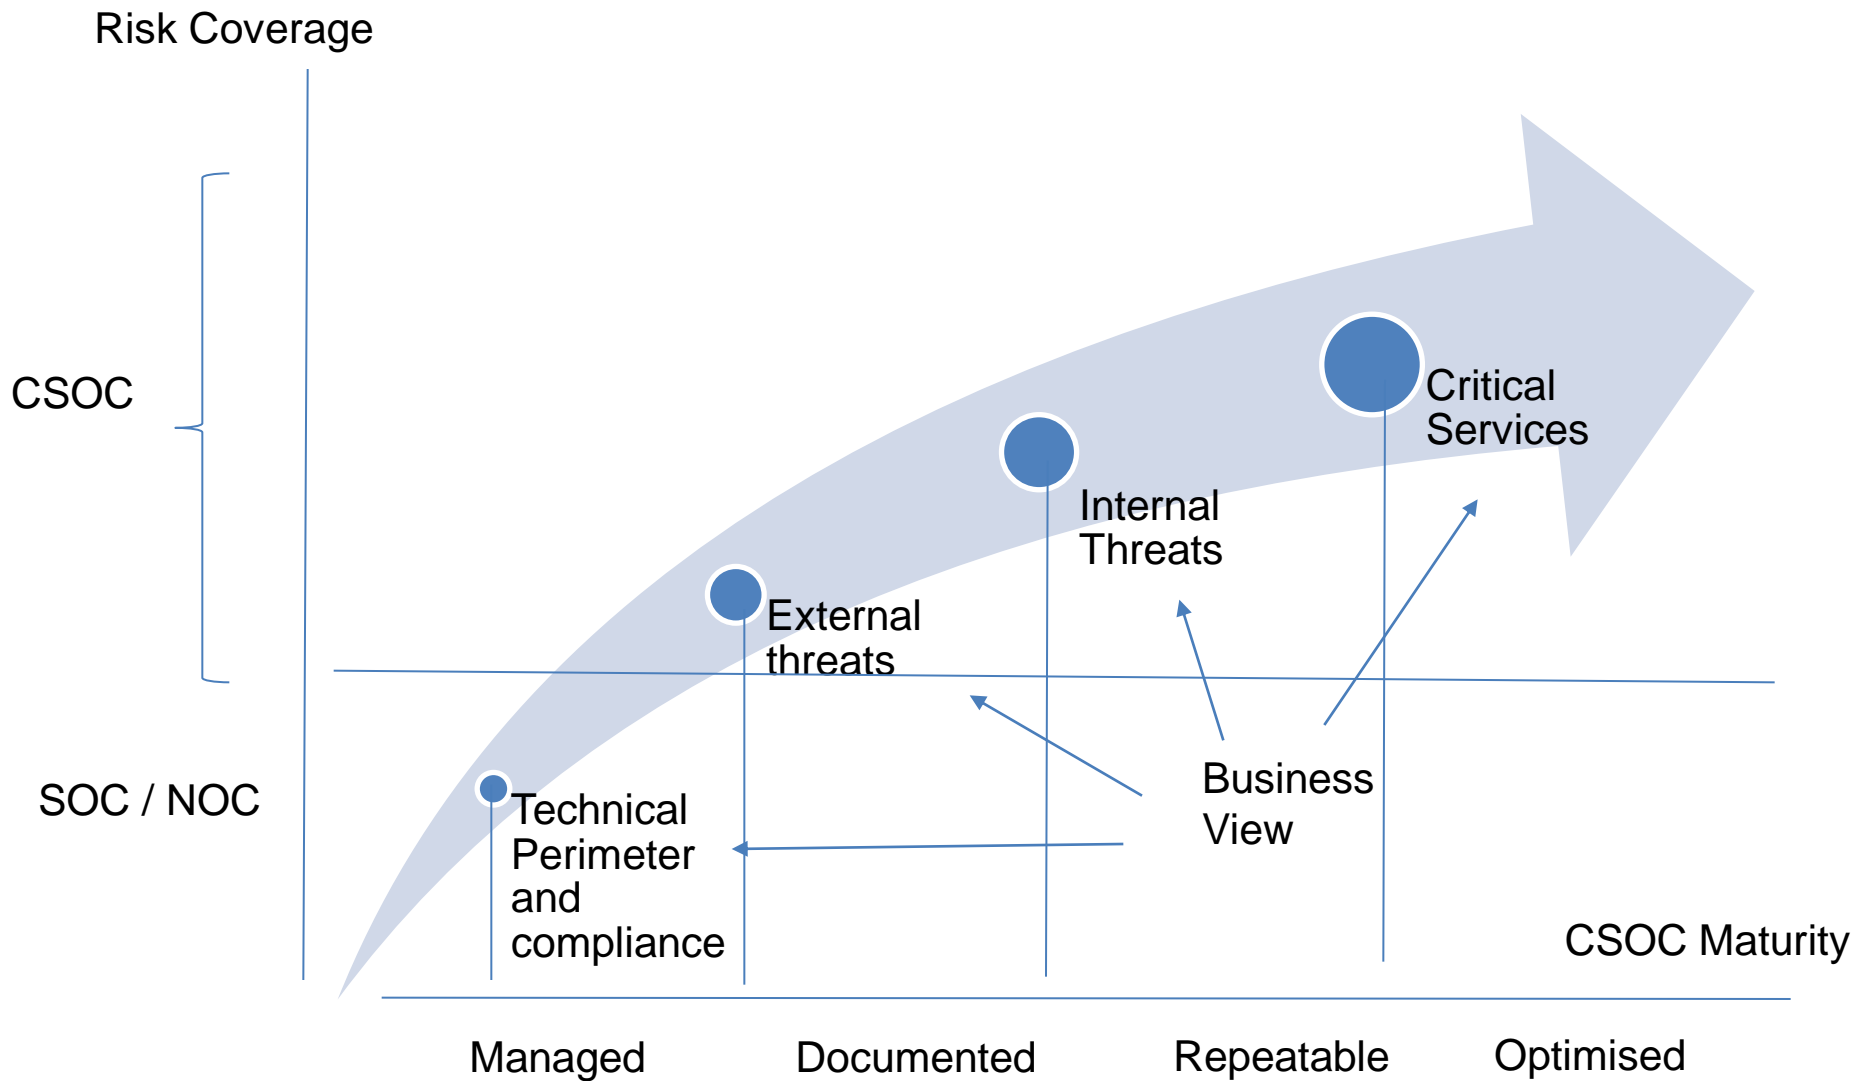 Risk Coverage
CSOC
Critical
Services
Internal
Threats
External
threats
SOC / NOC
Technical
Perimeter
and
compliance
Business
View
CSOC Maturity
Managed
Documented
Repeatable
Optimised